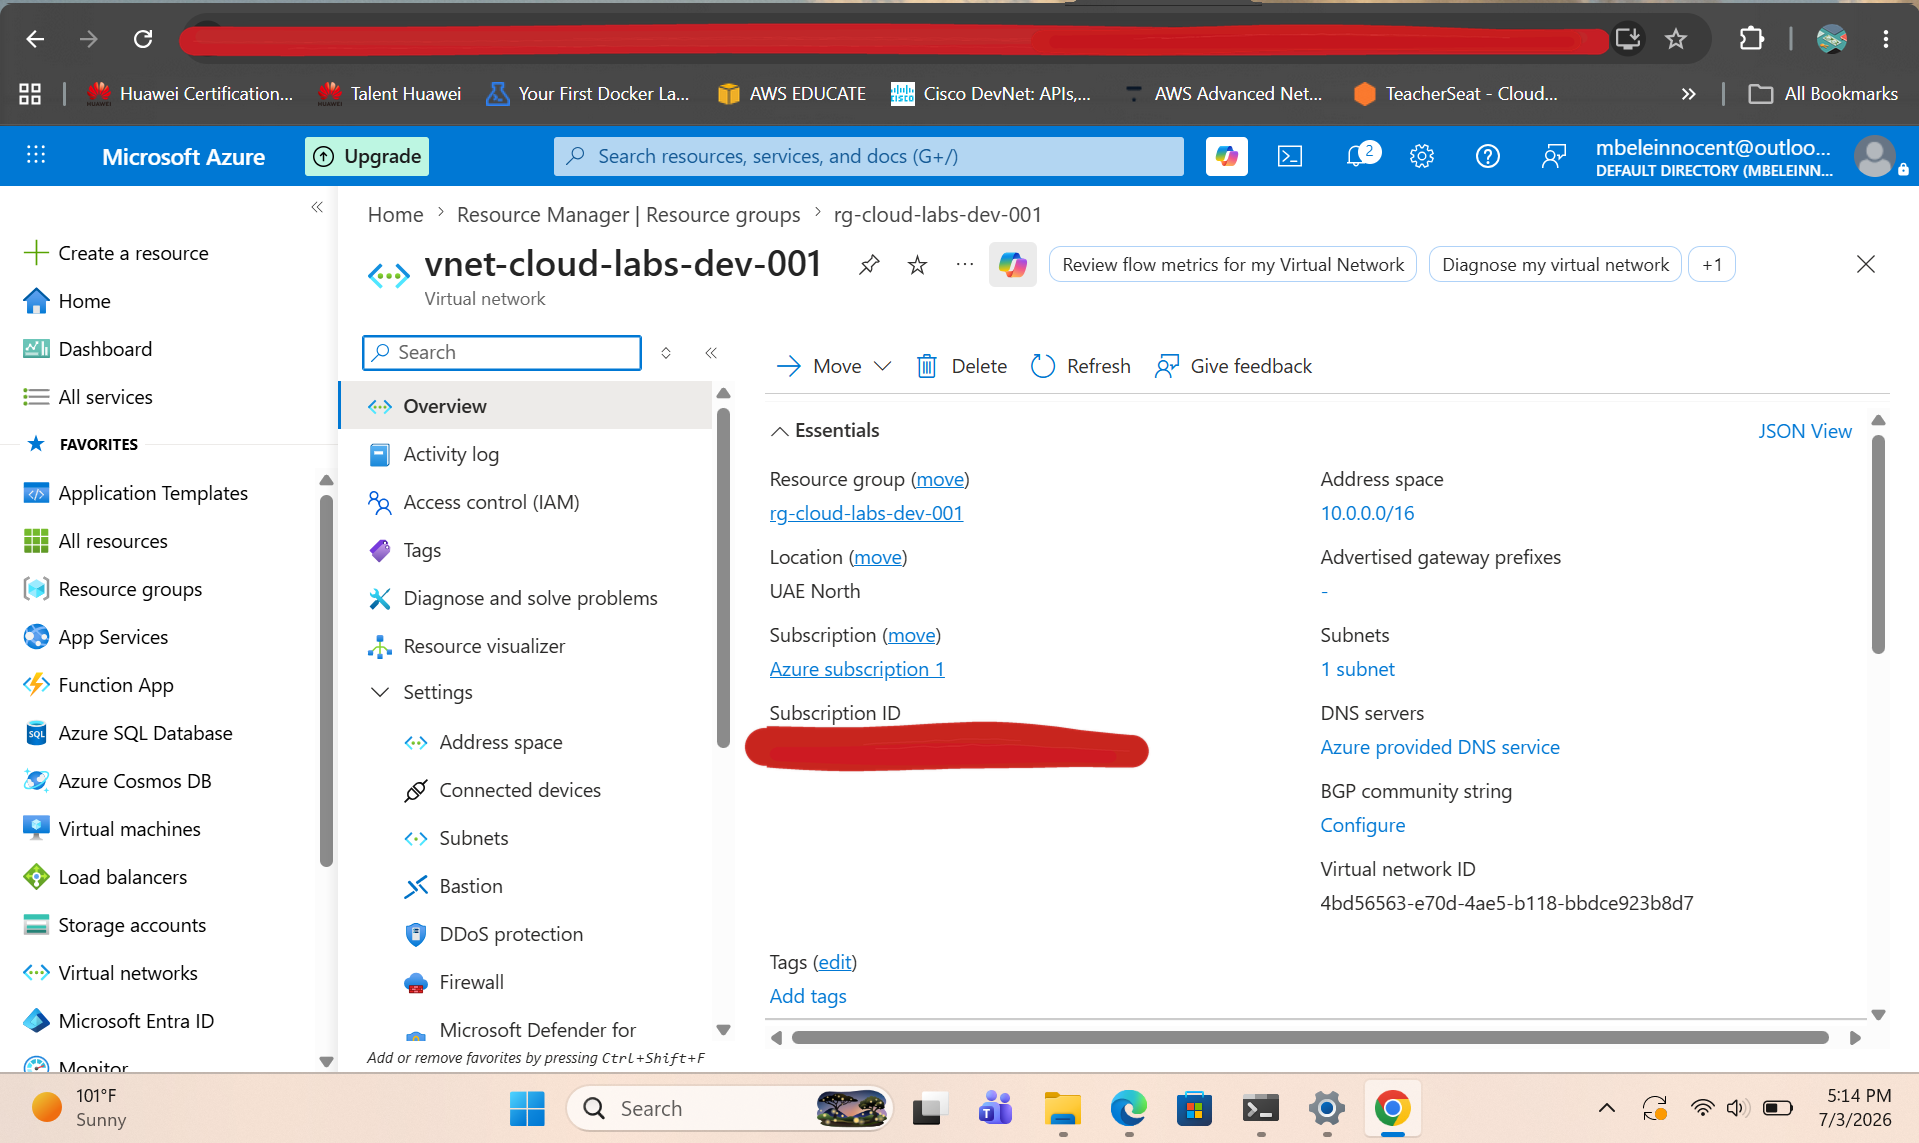 Huawei Certification...
Talent Huawei
Your First Docker La...
AWS EDUCATE
Cisco DevNet: APIs,...
AWS Advanced Net...
TeacherSeat - Cloud...
All Bookmarks
Microsoft Azure
Upgrade
Search resources, services, and docs (G+/)
2
mbeleinnocent@outloo...
DEFAULT DIRECTORY (MBELEINN...
Home > Resource Manager | Resource groups > rg-cloud-labs-dev-001
vnet-cloud-labs-dev-001
Virtual network
Review flow metrics for my Virtual Network
Diagnose my virtual network
+1
Create a resource
Home
Dashboard
All services
FAVORITES
Application Templates
All resources
Resource groups
App Services
Function App
Azure SQL Database
Azure Cosmos DB
Virtual machines
Load balancers
Storage accounts
Virtual networks
Microsoft Entra ID
Monitor
Search
Overview
Activity log
Access control (IAM)
Tags
Diagnose and solve problems
Resource visualizer
Settings
Address space
Connected devices
Subnets
Bastion
DDoS protection
Firewall
Microsoft Defender for
Add or remove favorites by pressing Ctrl+Shift+F
Move
Delete
Refresh
Give feedback
Essentials
JSON View
Resource group (move)
rg-cloud-labs-dev-001
Location (move)
UAE North
Subscription (move)
Azure subscription 1
Subscription ID
Address space
10.0.0.0/16
Advertised gateway prefixes
-
Subnets
1 subnet
DNS servers
Azure provided DNS service
BGP community string
Configure
Virtual network ID
4bd56563-e70d-4ae5-b118-bbdce923b8d7
Tags (edit)
Add tags
101°F
Sunny
Search
5:14 PM
7/3/2026